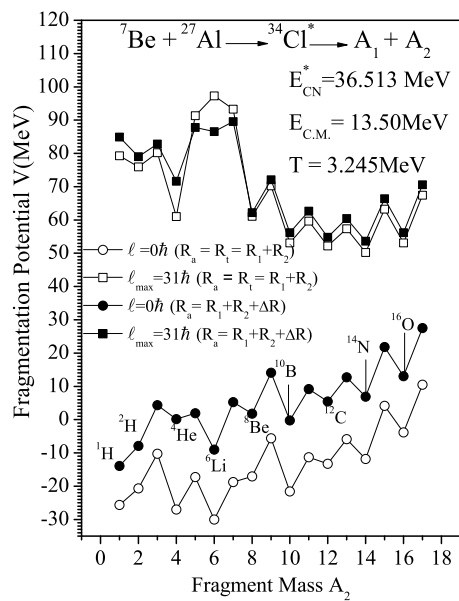 ⁷Be + ²⁷Al ⟶ ³⁴Cl* ⟶ A₁ + A₂
E*CN=36.513 MeV
EC.M.= 13.50MeV
T = 3.245MeV
ℓ=0ħ (Rₐ = Rₜ = R₁+R₂)
ℓmax=31ħ (Rₐ = Rₜ = R₁+R₂)
ℓ=0ħ (Rₐ= R₁+R₂+ΔR)
ℓmax=31ħ (Rₐ= R₁+R₂+ΔR)
¹H
²H
⁴He
⁶Li
⁸Be
¹⁰B
¹²C
¹⁴N
¹⁶O
Fragmentation Potential V(MeV)
120
110
100
90
80
70
60
50
40
30
20
10
0
-10
-20
-30
0 2 4 6 8 10 12 14 16 18
Fragment Mass A₂